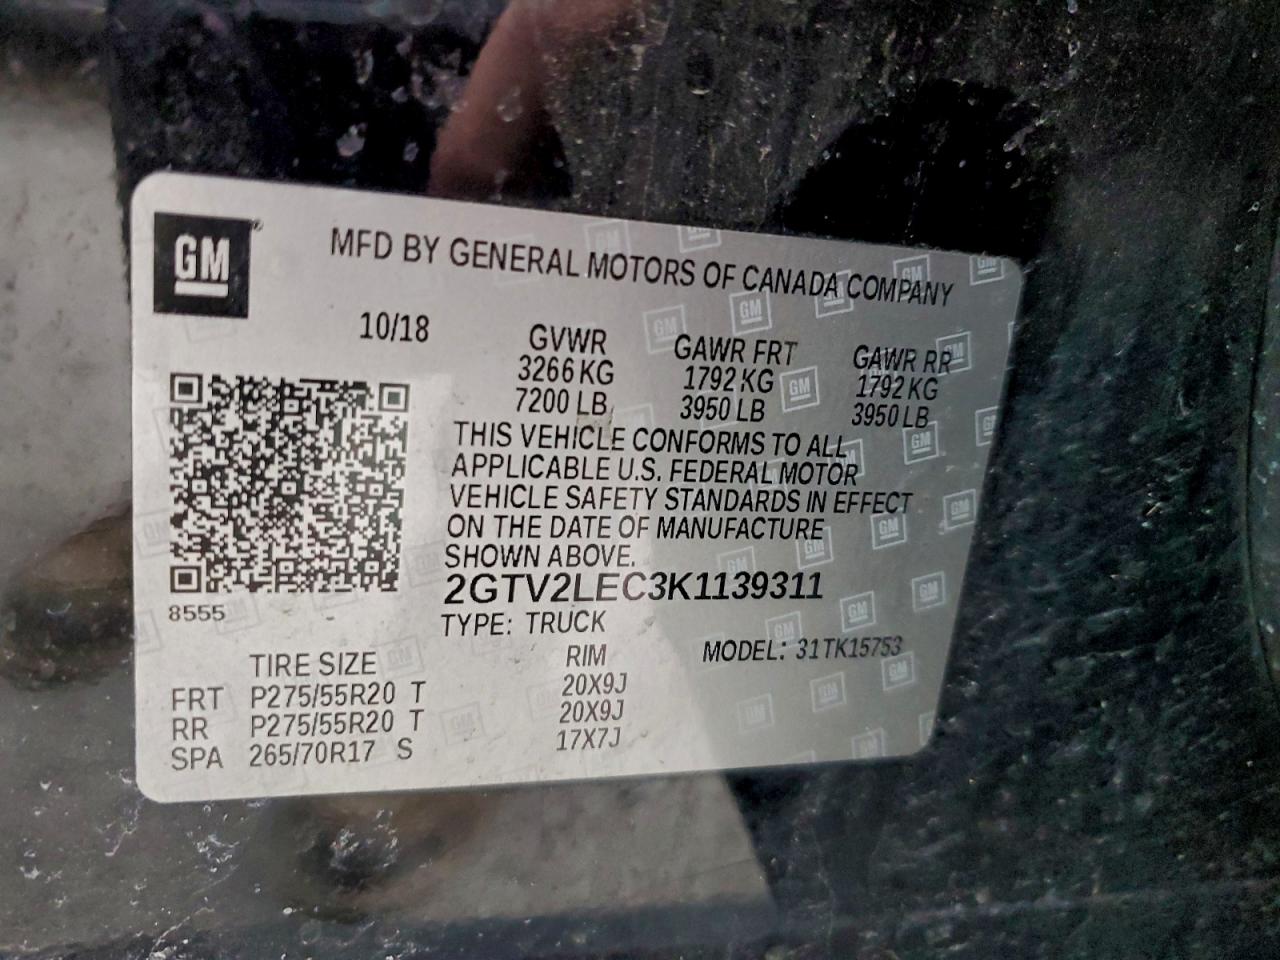 GM
MFD BY GENERAL MOTORS OF CANADA COMPANY
10/18
GVWR GAWR FRT GAWR RR
3266 KG 1792 KG 1792 KG
7200 LB 3950 LB 3950 LB
THIS VEHICLE CONFORMS TO ALL
APPLICABLE U.S. FEDERAL MOTOR
VEHICLE SAFETY STANDARDS IN EFFECT
ON THE DATE OF MANUFACTURE
SHOWN ABOVE.
2GTV2LEC3K1139311
8555
TYPE: TRUCK MODEL: 31TK15753
TIRE SIZE RIM
FRT P275/55R20 T 20X9J
RR P275/55R20 T 20X9J
SPA 265/70R17 S 17X7J